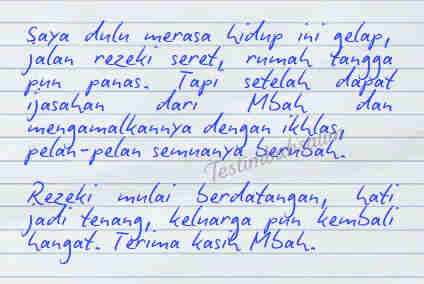 Saya dulu merasa hidup ini gelap,
jalan rezeki seret, rumah tangga
pun panas. Tapi setelah dapat
ijasahan dari Mbah dan
mengamalkannya dengan ikhlas,
pelan-pelan semuanya berubah.
Rezeki mulai berdatangan, hati
jadi tenang, keluarga pun kembali
hangat. Terima kasih Mbah.